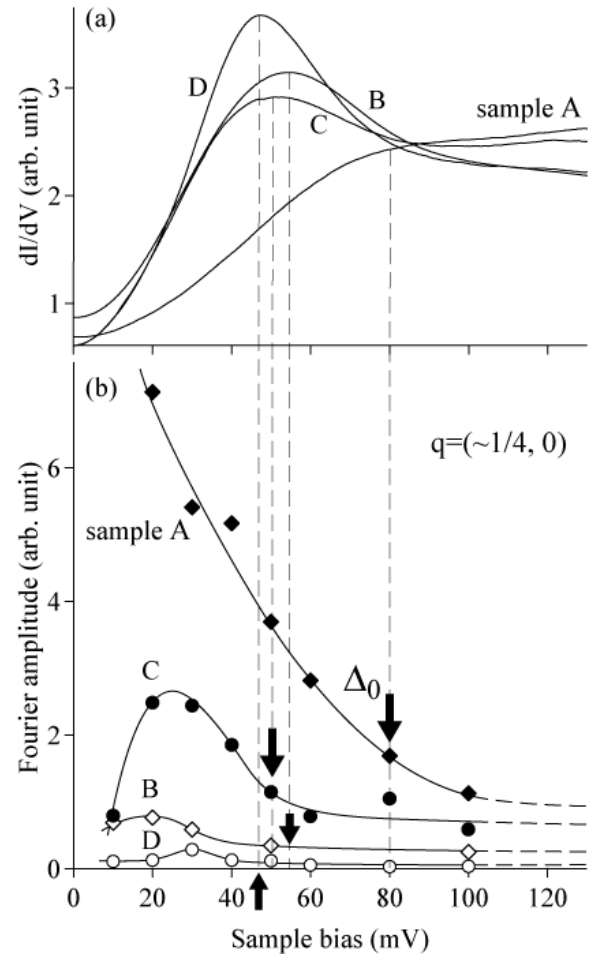 (a)
D
B
C
sample A
3
2
1
dI/dV (arb. unit)
(b)
q=(~1/4, 0)
6
4
2
0
Fourier amplitude (arb. unit)
sample A
Δ0
C
B
D
0 20 40 60 80 100 120
Sample bias (mV)